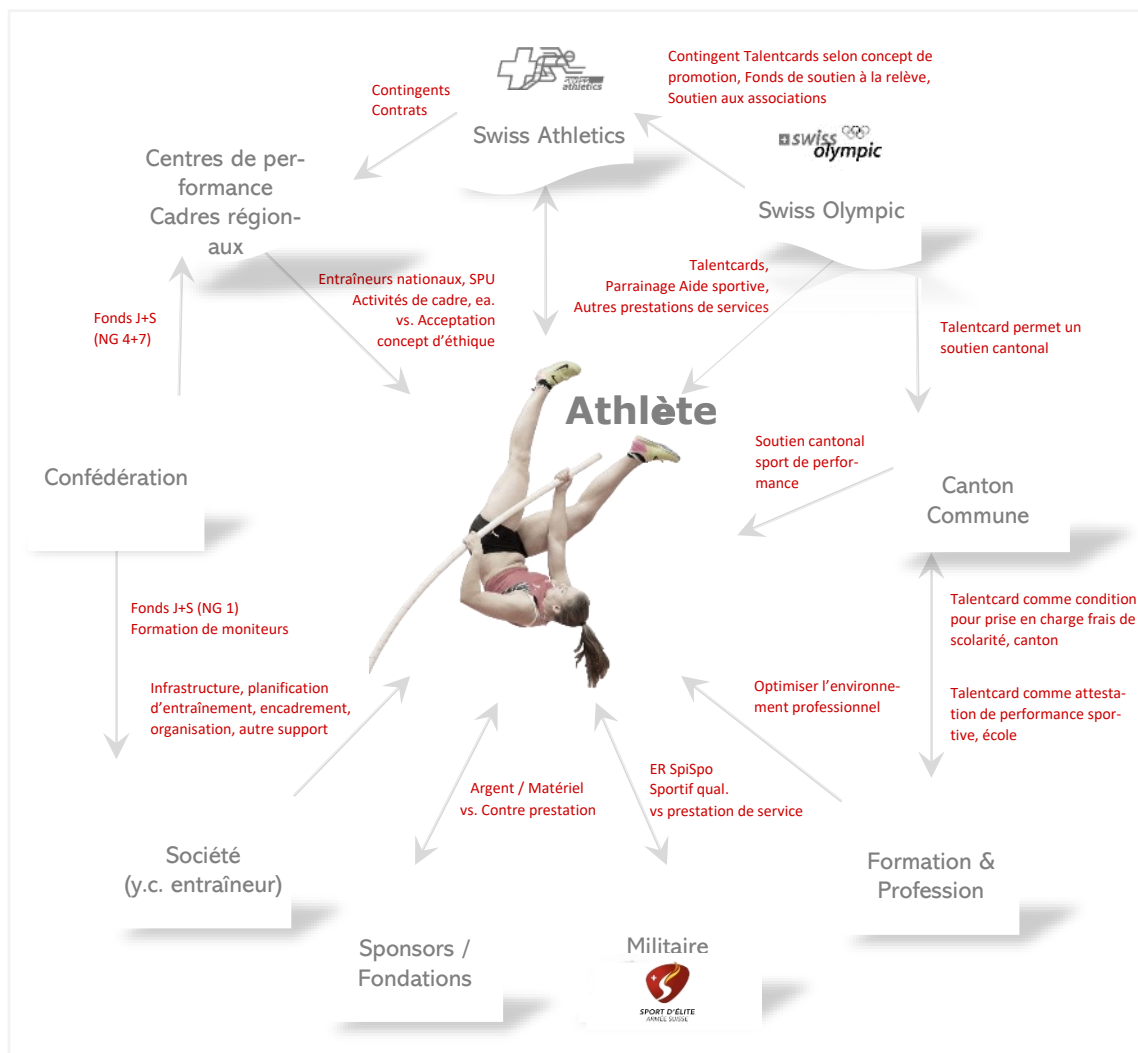 Contingent Talentcards selon concept de
promotion, Fonds de soutien à la relève,
Soutien aux associations
Contingents
Contrats
athletics
Swiss Athletics
swiss
olympic
Centres de per-
formance
Cadres région-
aux
Swiss Olympic
Talentcards,
Parrainage Aide sportive,
Autres prestations de services
Entraîneurs nationaux, SPU
Activités de cadre, ea.
vs. Acceptation
concept d'éthique
Fonds J+S
(NG 4+7)
Talentcard permet un
soutien cantonal
Athlète
Soutien cantonal
sport de perfor-
mance
Confédération
Canton
Commune
Fonds J+S (NG 1)
Formation de moniteurs
Talentcard comme condition
pour prise en charge frais de
scolarité, canton
Infrastructure, planification
d'entraînement, encadrement,
organisation, autre support
Optimiser l'environne-
ment professionnel
Talentcard comme attesta-
tion de performance spor-
tive, école
Argent / Matériel
vs. Contre prestation
ER SpiSpo
Sportif qual.
vs prestation de service
Société
(y.c. entraîneur)
Formation &
Profession
Sponsors /
Fondations
Militaire
SPORT D'ÉLITE
ARMÉE SUISSE